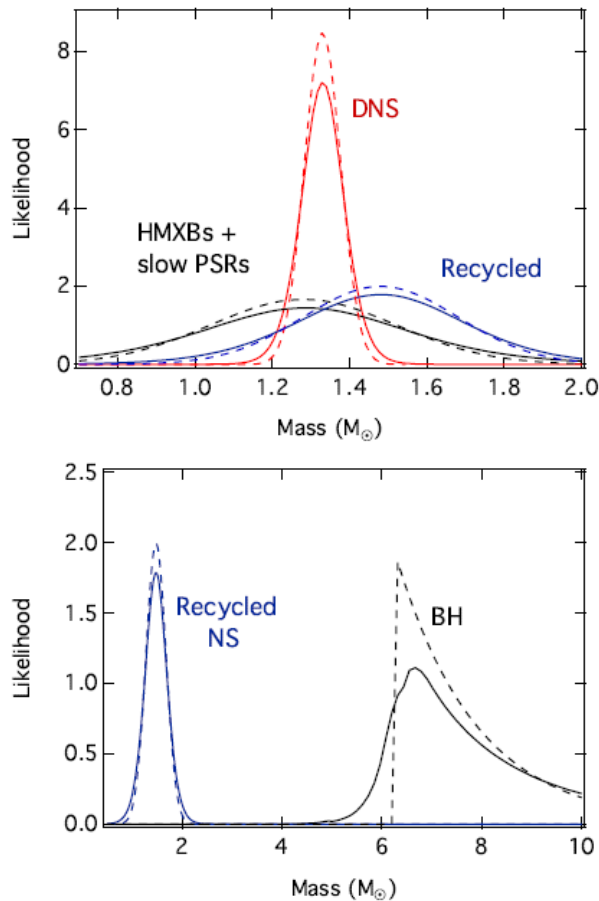 8
6
4
2
0
Likelihood
DNS
HMXBs +
slow PSRs
Recycled
0.8 1.0 1.2 1.4 1.6 1.8 2.0
Mass (M⊙)
2.5
2.0
1.5
1.0
0.5
0.0
Likelihood
Recycled
NS
BH
2 4 6 8 10
Mass (M⊙)